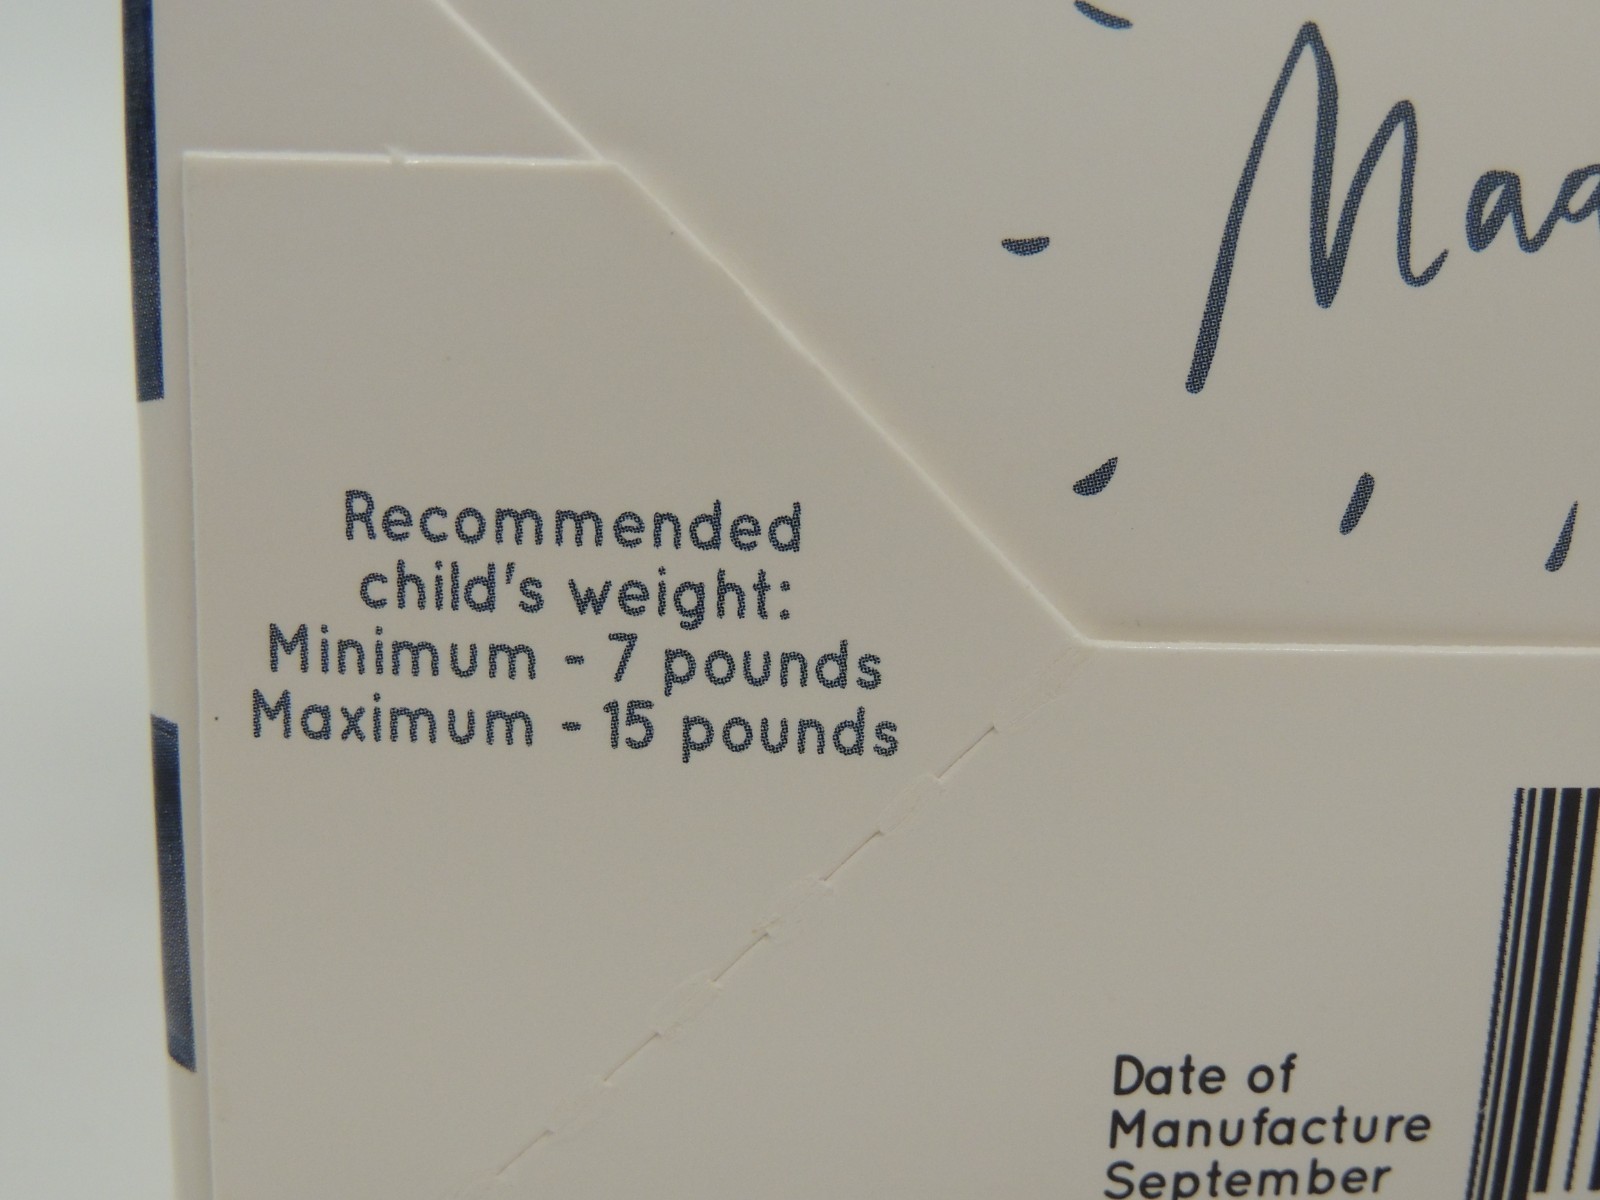 Recommended
child's weight:
Minimum - 7 pounds
Maximum - 15 pounds
Date of
Manufacture
September